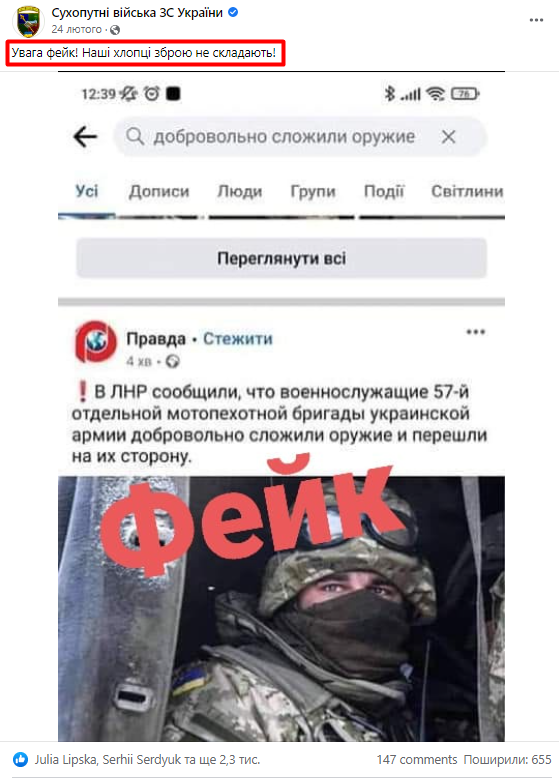 Сухопутні війська ЗС України
24 лютого ·
Увага фейк! Наші хлопці зброю не складають!
12:39
76
добровольно сложили оружие
Усі Дописи Люди Групи Події Світлини
Переглянути всі
Правда · Стежити
4 хв ·
❗ В ЛНР сообщили, что военнослужащие 57-й
отдельной мотопехотной бригады украинской
армии добровольно сложили оружие и перешли
на их сторону.
Фейк
Julia Lipska, Serhii Serdyuk та ще 2,3 тис.
147 comments Поширили: 655